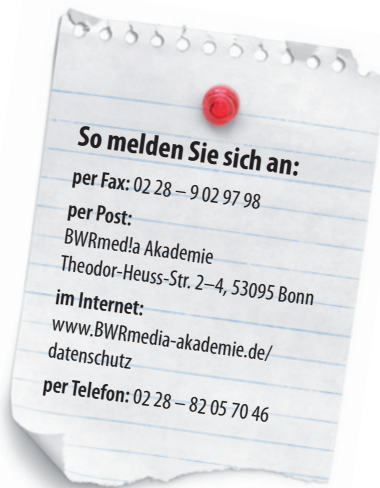 So melden Sie sich an:
per Fax: 02 28 – 9 02 97 98
per Post:
BWRmed!a Akademie
Theodor-Heuss-Str. 2–4, 53095 Bonn
im Internet:
www.BWRmedia-akademie.de/
datenschutz
per Telefon: 02 28 – 82 05 70 46